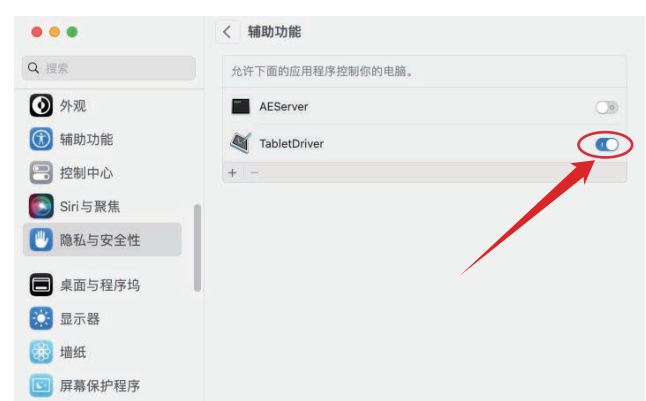 辅助功能
搜索
允许下面的应用程序控制你的电脑。
外观
AEServer
辅助功能
TabletDriver
控制中心
+ −
Siri与聚焦
隐私与安全性
桌面与程序坞
显示器
墙纸
屏幕保护程序